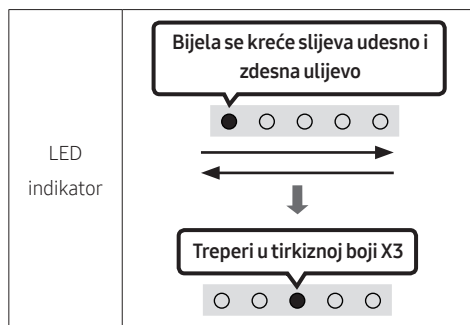 Bijela se kreće slijeva udesno i
zdesna ulijevo
LED
indikator
Treperi u tirkiznoj boji X3